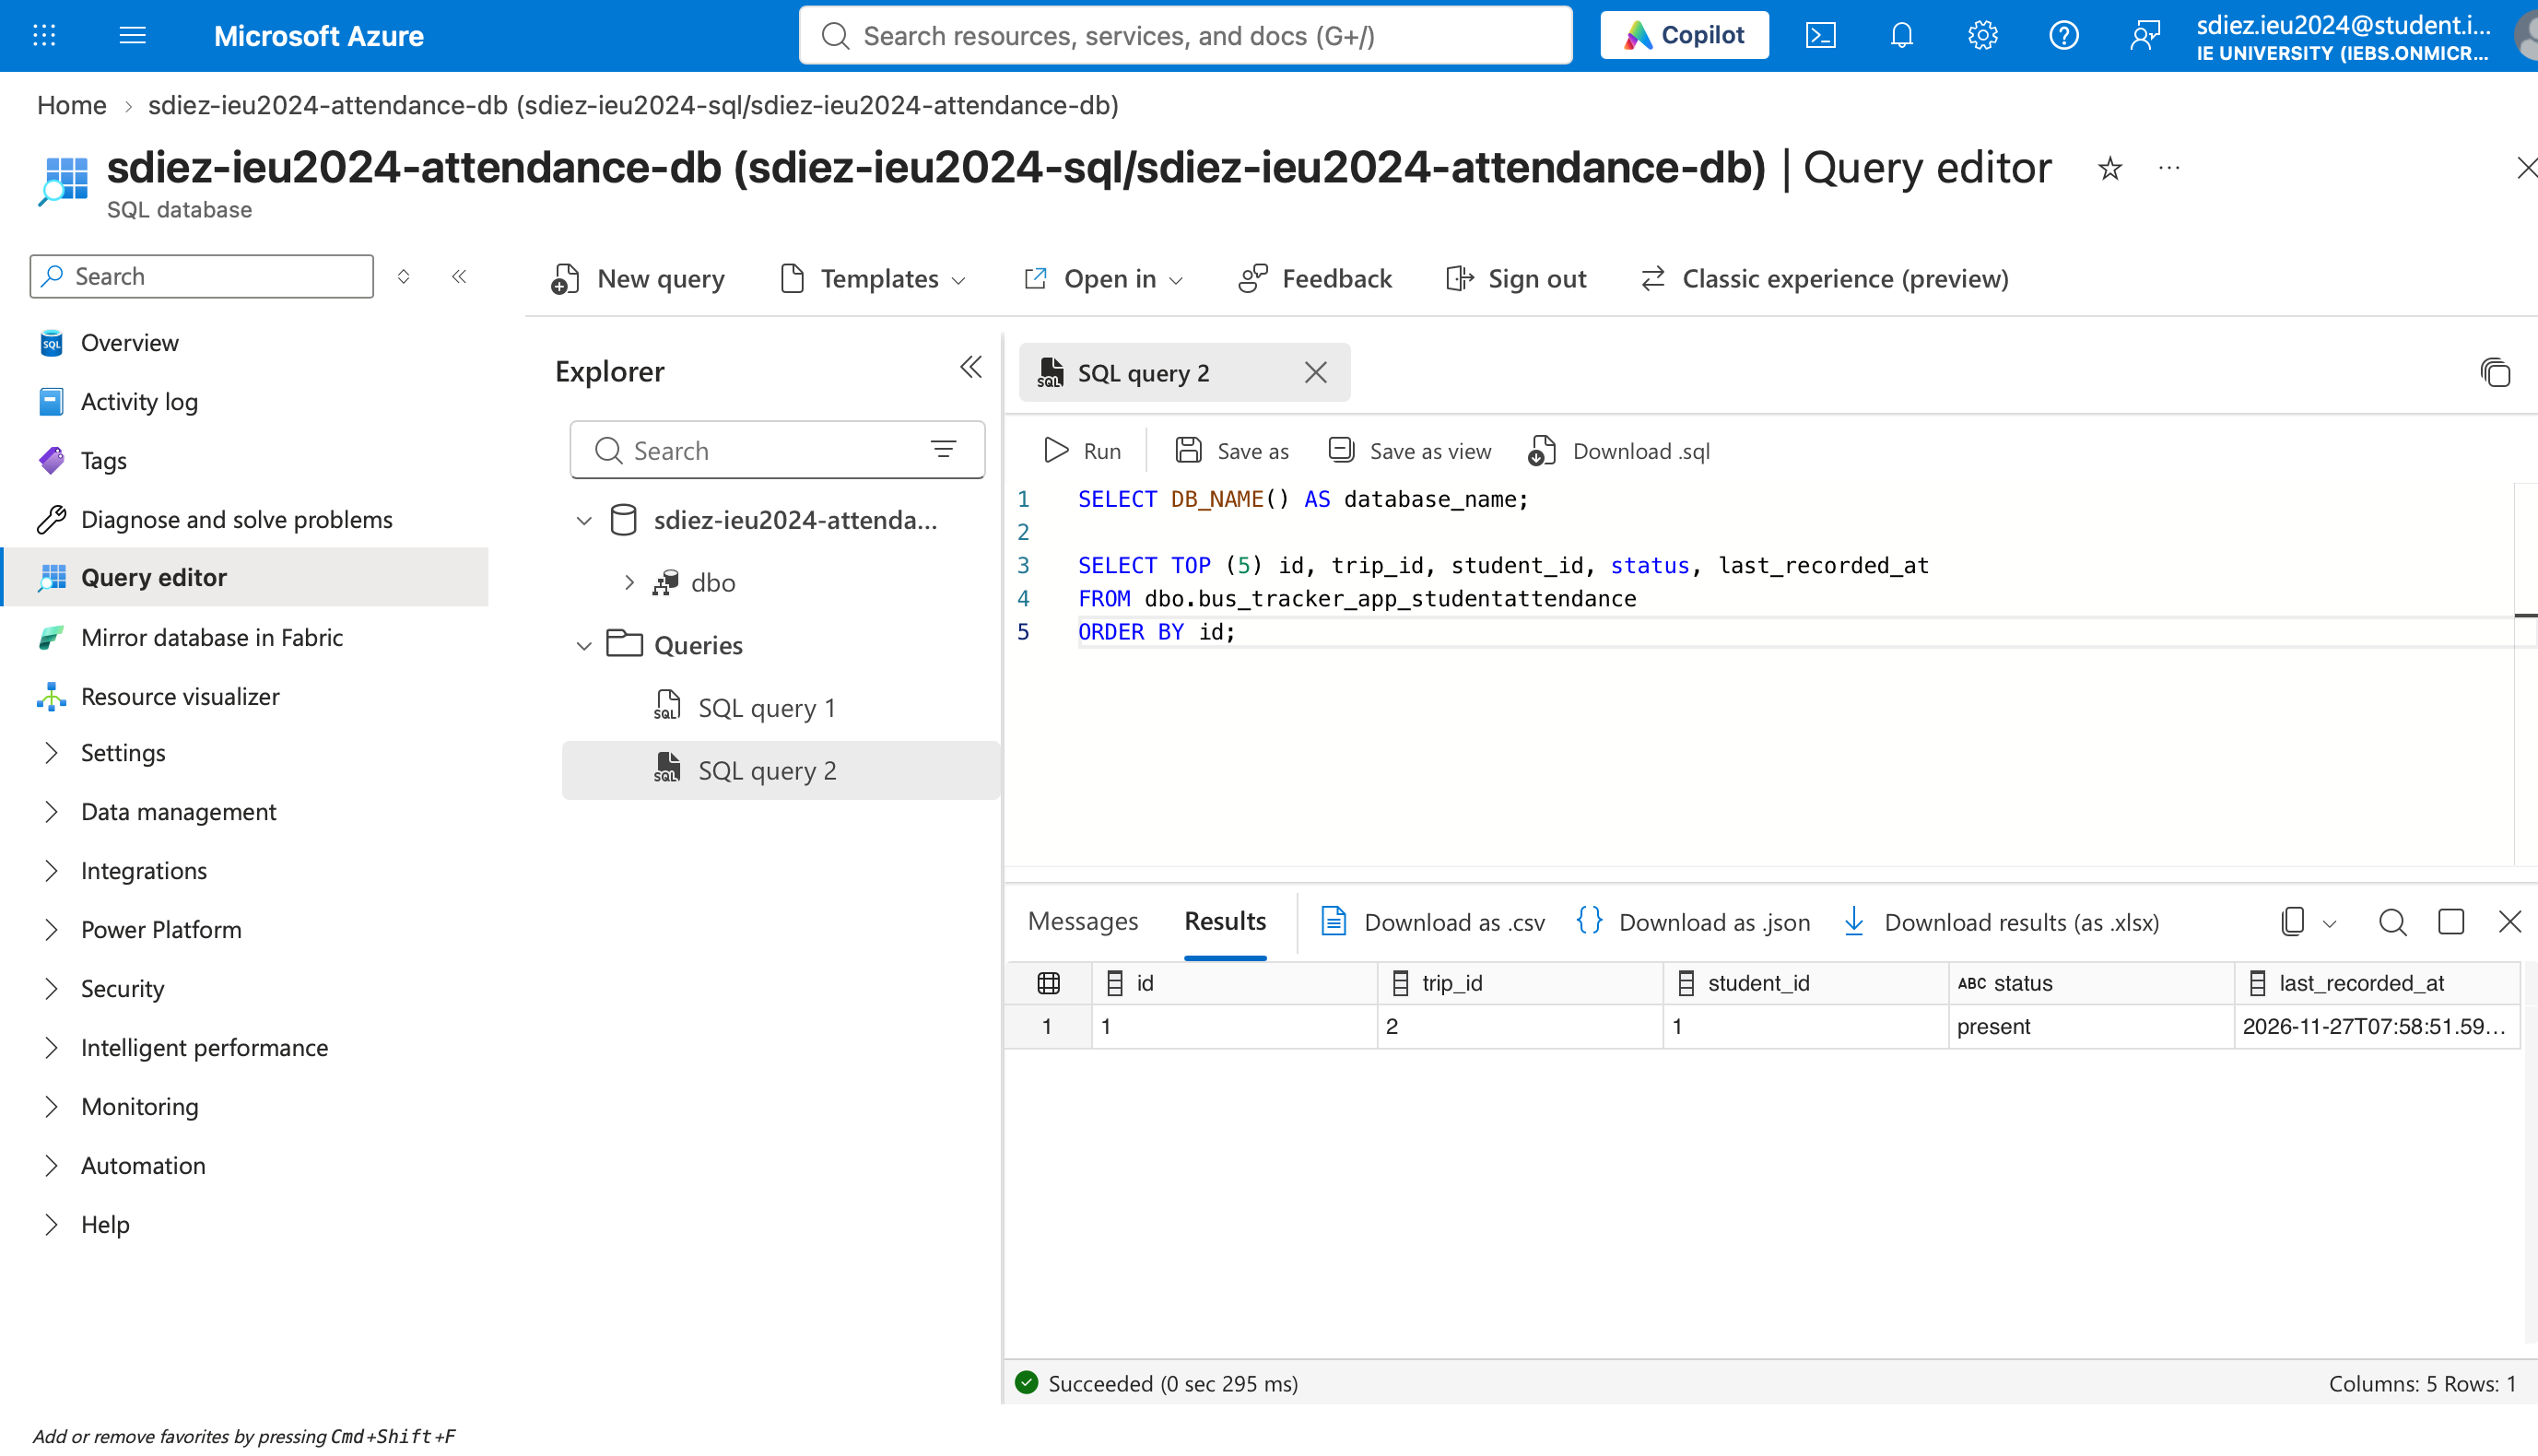 Microsoft Azure
Search resources, services, and docs (G+/)
Copilot
sdiez.ieu2024@student.i...
IE UNIVERSITY (IEBS.ONMICR...
Home > sdiez-ieu2024-attendance-db (sdiez-ieu2024-sql/sdiez-ieu2024-attendance-db)
sdiez-ieu2024-attendance-db (sdiez-ieu2024-sql/sdiez-ieu2024-attendance-db) | Query editor
SQL database
Search
Overview
Activity log
Tags
Diagnose and solve problems
Query editor
Mirror database in Fabric
Resource visualizer
Settings
Data management
Integrations
Power Platform
Security
Intelligent performance
Monitoring
Automation
Help
Add or remove favorites by pressing Cmd+Shift+F
New query Templates Open in Feedback Sign out Classic experience (preview)
Explorer
Search
sdiez-ieu2024-attenda...
dbo
Queries
SQL query 1
SQL query 2
SQL query 2
Run Save as Save as view Download .sql
1 SELECT DB_NAME() AS database_name;
2
3 SELECT TOP (5) id, trip_id, student_id, status, last_recorded_at
4 FROM dbo.bus_tracker_app_studentattendance
5 ORDER BY id;
Messages Results Download as .csv Download as .json Download results (as .xlsx)
id trip_id student_id ABC status last_recorded_at
1 1 2 1 present 2026-11-27T07:58:51.59...
Succeeded (0 sec 295 ms) Columns: 5 Rows: 1